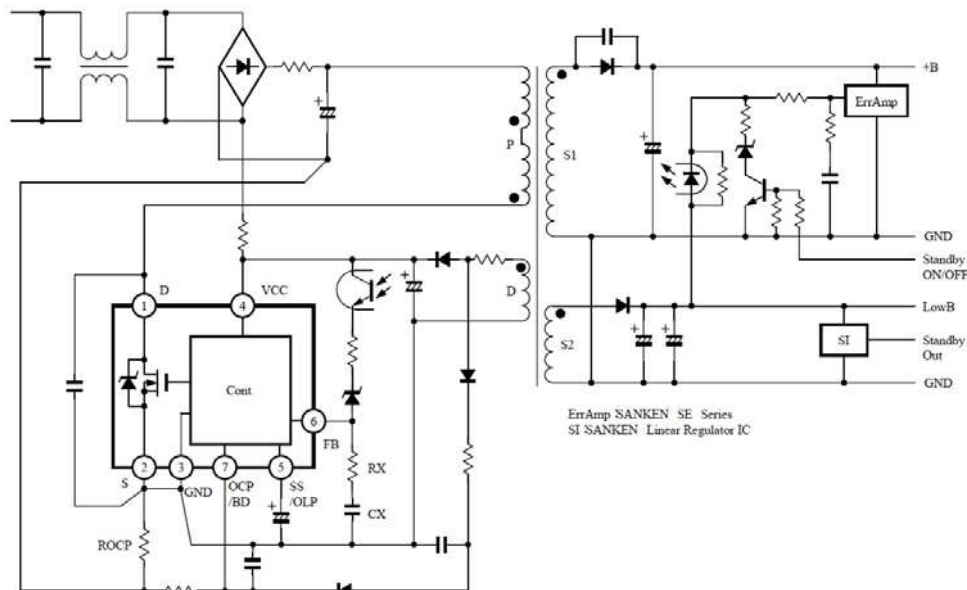 +B
ErrAmp
P
S1
GND
Standby
ON/OFF
D
VCC
D
LowB
1
4
S2
SI
Standby
Out
Cont.
GND
6
FB
ErrAmp :SANKEN SE Series
SI :SANKEN Linear Regulator IC
2
3
7
5
RX
S
GND
OCP
/BD
SS
/OLP
CX
ROCP
+
+
+
+
+
+